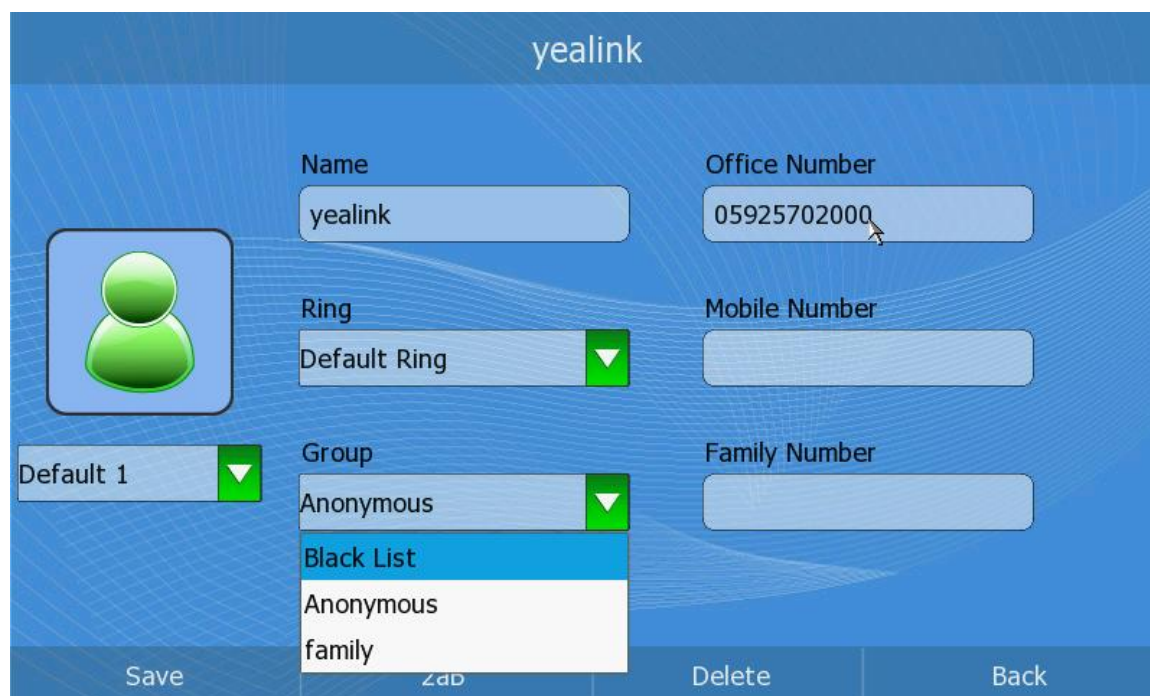 yealink
Name
yealink
Office Number
05925702000
Ring
Default Ring
Mobile Number
Default 1
Group
Anonymous
Family Number
Black List
Anonymous
family
Save
2ab
Delete
Back